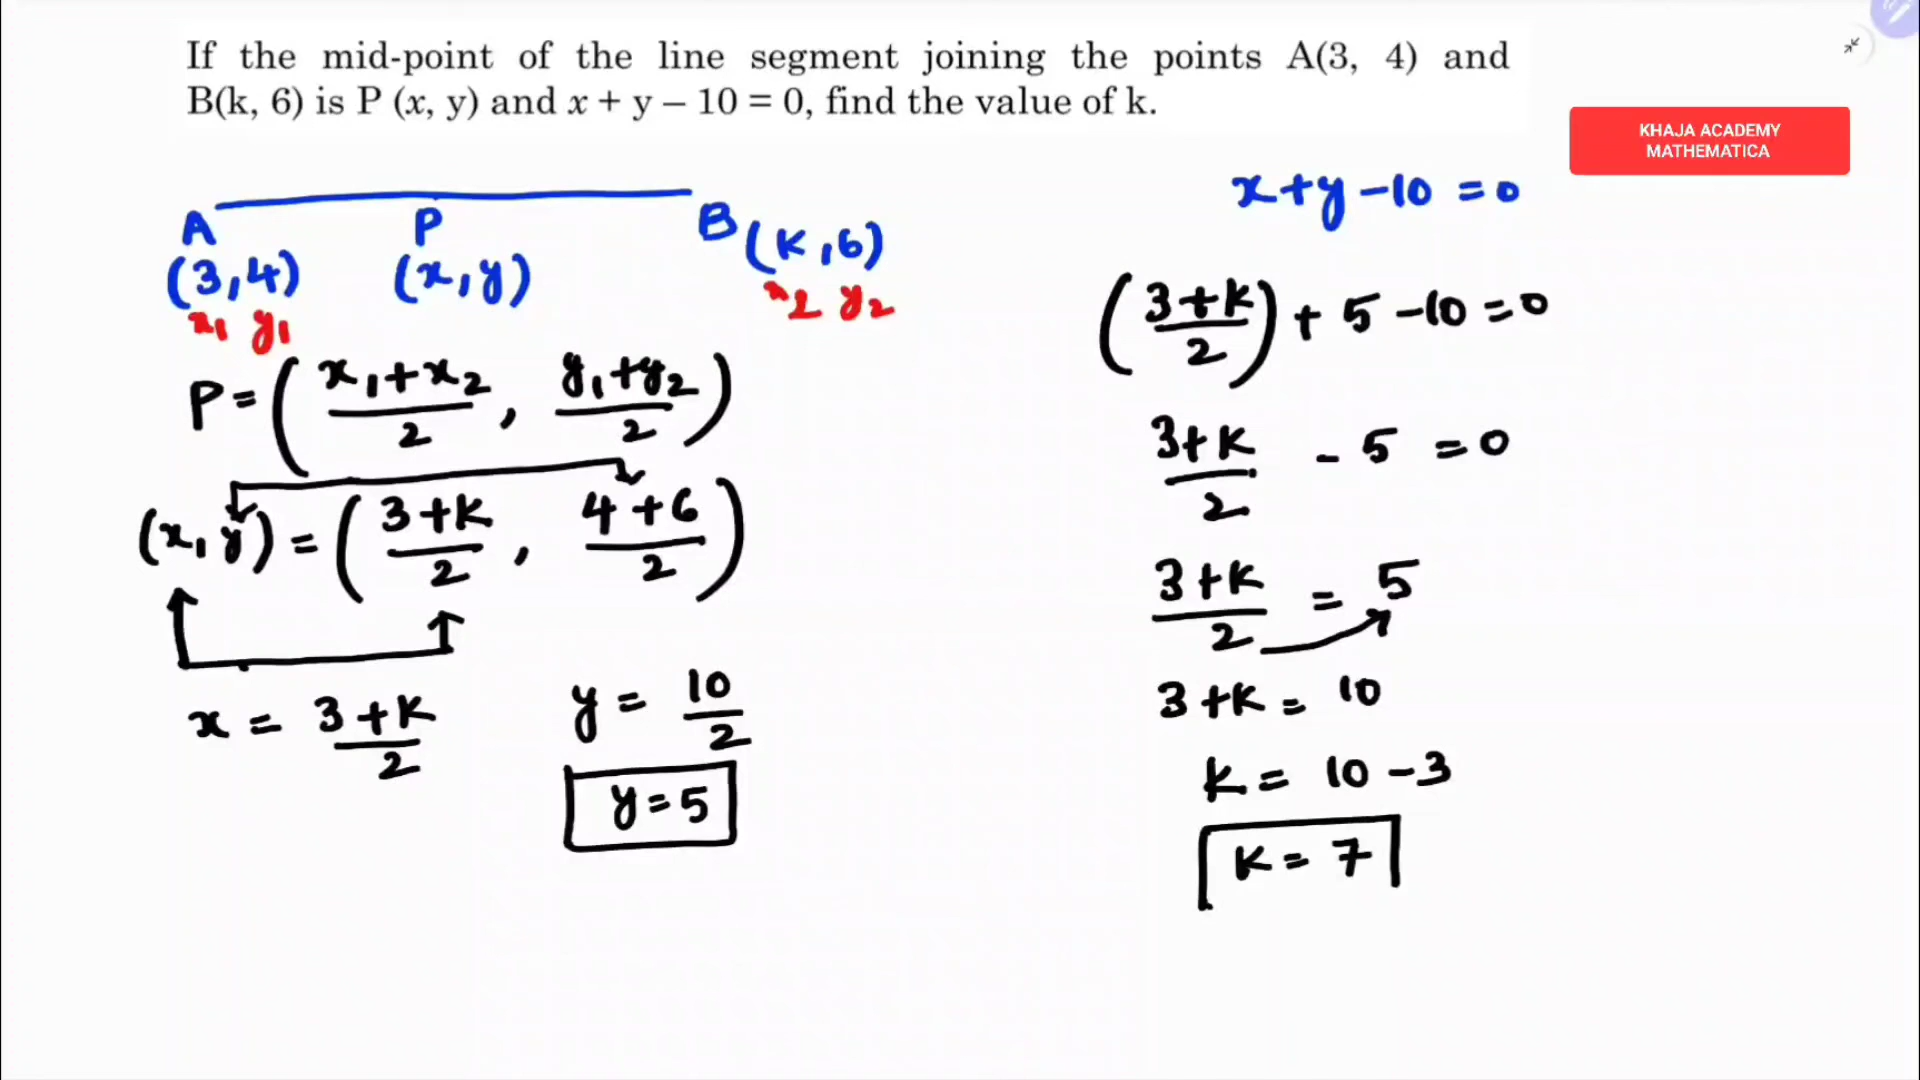 If the mid-point of the line segment joining the points A(3, 4) and
B(k, 6) is P (x, y) and x + y – 10 = 0, find the value of k.
KHAJA ACADEMY
MATHEMATICA
A P B (k,6)
(3,4) (x,y)
x1 y1 x2 y2
P = ( x1+x2 / 2 , y1+y2 / 2 )
(x,y) = ( 3+k / 2 , 4+6 / 2 )
x = 3+k / 2
y = 10 / 2
y = 5
x+y-10 = 0
( 3+k / 2 ) + 5 - 10 = 0
3+k / 2 - 5 = 0
3+k / 2 = 5
3+k = 10
k = 10 - 3
k = 7